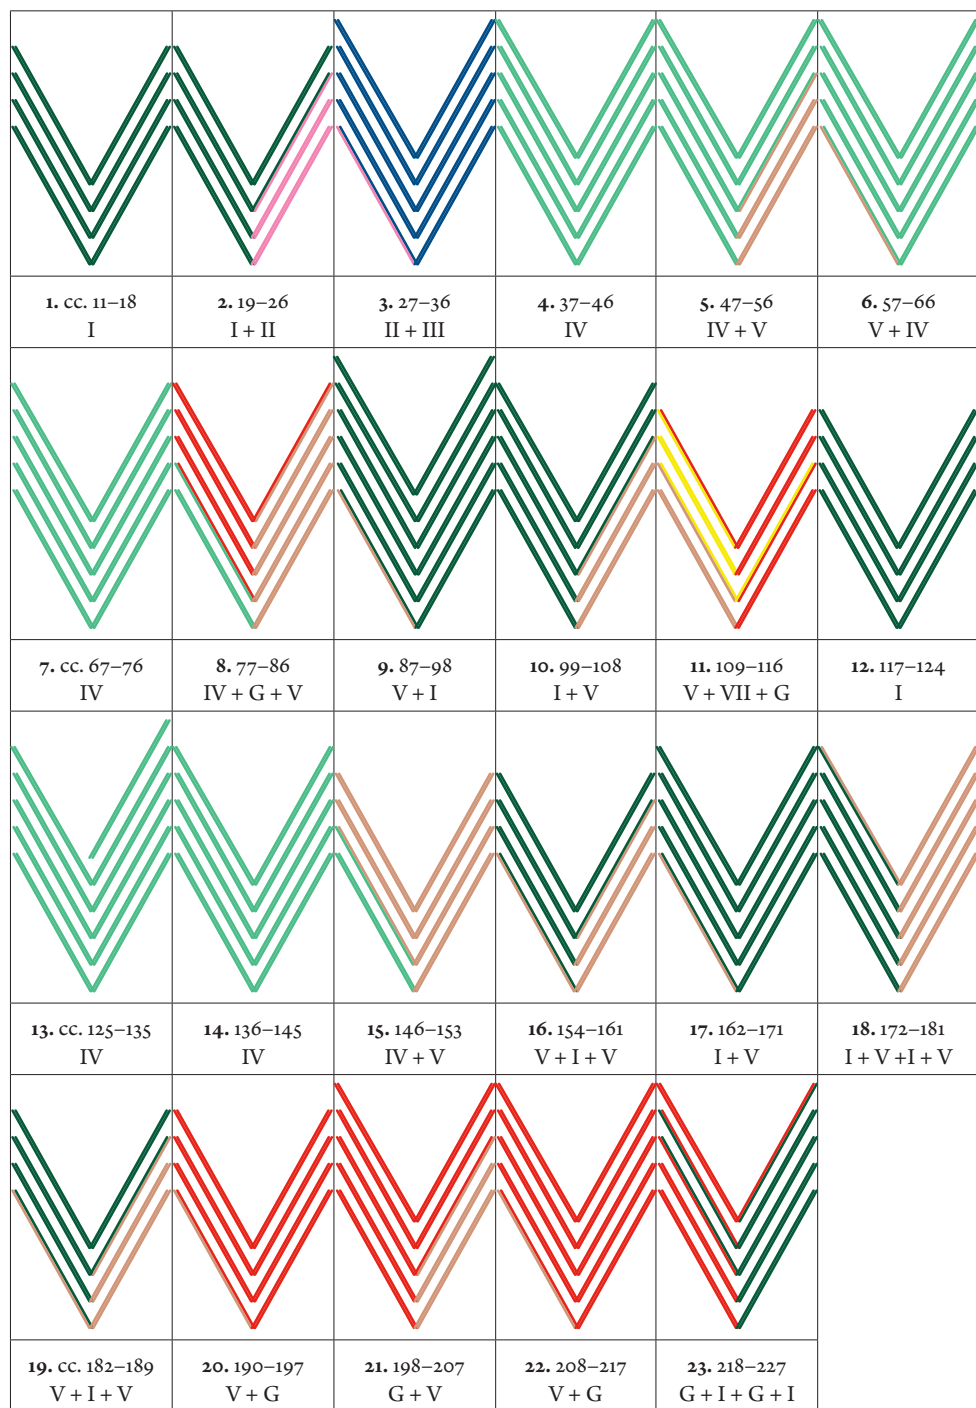 1. cc. 11–18
I
2. 19–26
I + II
3. 27–36
II + III
4. 37–46
IV
5. 47–56
IV + V
6. 57–66
V + IV
7. cc. 67–76
IV
8. 77–86
IV + G + V
9. 87–98
V + I
10. 99–108
I + V
11. 109–116
V + VII + G
12. 117–124
I
13. cc. 125–135
IV
14. 136–145
IV
15. 146–153
IV + V
16. 154–161
V + I + V
17. 162–171
I + V
18. 172–181
I + V +I + V
19. cc. 182–189
V + I + V
20. 190–197
V + G
21. 198–207
G + V
22. 208–217
V + G
23. 218–227
G + I + G + I